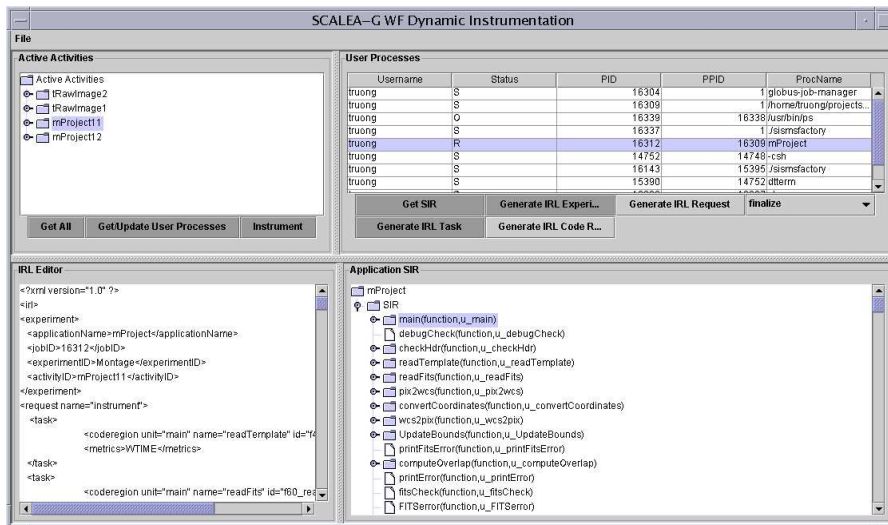 SCALEA-G WF Dynamic Instrumentation
File
Active Activities
Active Activities
tRawImage2
tRawImage1
mProject11
mProject12
Get All Get/Update User Processes Instrument
User Processes
Username Status PID PPID ProcName
truong S 16304 1 globus-job-manager
truong S 16309 1 /home/truong/projects...
truong O 16339 16338 /usr/bin/ps
truong S 16337 1 ./sismsfactory
truong R 16312 16309 mProject
truong S 14752 14748 -csh
truong S 16143 15395 ./sismsfactory
truong S 15390 14752 dtterm
Get SIR Generate IRL Experi... Generate IRL Request finalize
Generate IRL Task Generate IRL Code R...
IRL Editor
<?xml version="1.0" ?>
<irl>
<experiment>
<applicationName>mProject</applicationName>
<jobID>16312</jobID>
<experimentID>Montage</experimentID>
<activityID>mProject11</activityID>
</experiment>
<request name="instrument">
<task>
<coderegion unit="main" name="readTemplate" id="f4
<metrics>WTIME</metrics>
</task>
<task>
<coderegion unit="main" name="readFits" id="f60_rea
Application SIR
mProject
SIR
main(function,u_main)
debugCheck(function,u_debugCheck)
checkHdr(function,u_checkHdr)
readTemplate(function,u_readTemplate)
readFits(function,u_readFits)
pix2wcs(function,u_pix2wcs)
convertCoordinates(function,u_convertCoordinates)
wcs2pix(function,u_wcs2pix)
UpdateBounds(function,u_UpdateBounds)
printFitsError(function,u_printFitsError)
computeOverlap(function,u_computeOverlap)
printError(function,u_printError)
fitsCheck(function,u_fitsCheck)
FITSerror(function,u_FITSerror)